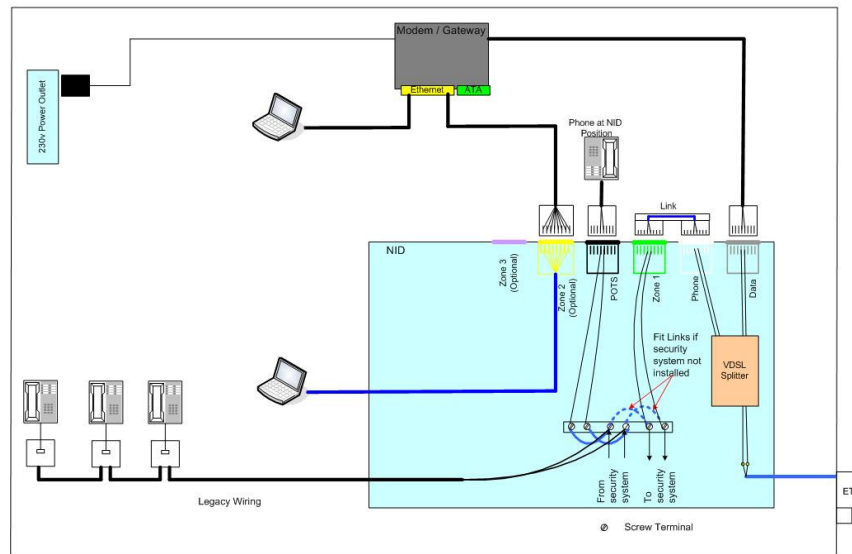 Modem / Gateway
Ethernet
ATA
230v Power Outlet
Phone at NID
Position
Link
NID
Zone 3
(Optional)
Zone 2
(Optional)
POTS
Zone 1
Phone
Data
Fit Links if
security
system not
installed
VDSL
Splitter
From
security
system
To
security
system
ET
Legacy Wiring
Screw Terminal